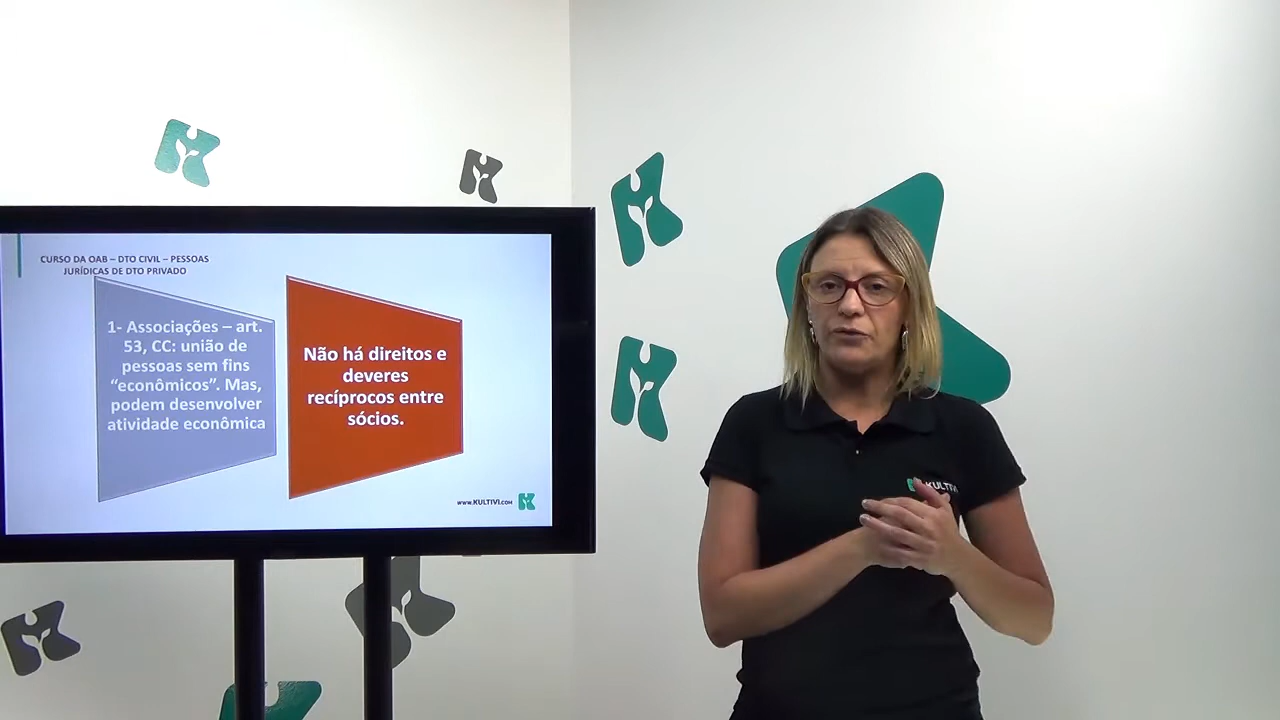 CURSO DA OAB – DTO CIVIL – PESSOAS
JURÍDICAS DE DTO PRIVADO
1- Associações – art.
53, CC: união de
pessoas sem fins
“econômicos”. Mas,
podem desenvolver
atividade econômica
Não há direitos e
deveres
recíprocos entre
sócios.
www.KULTIVI.com
KULTIVI